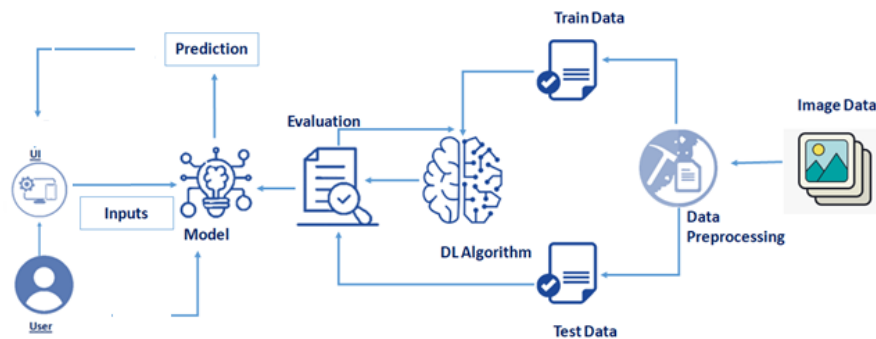 Train Data
Prediction
Image Data
Evaluation
UI
Inputs
Model
DL Algorithm
Data
Preprocessing
User
Test Data